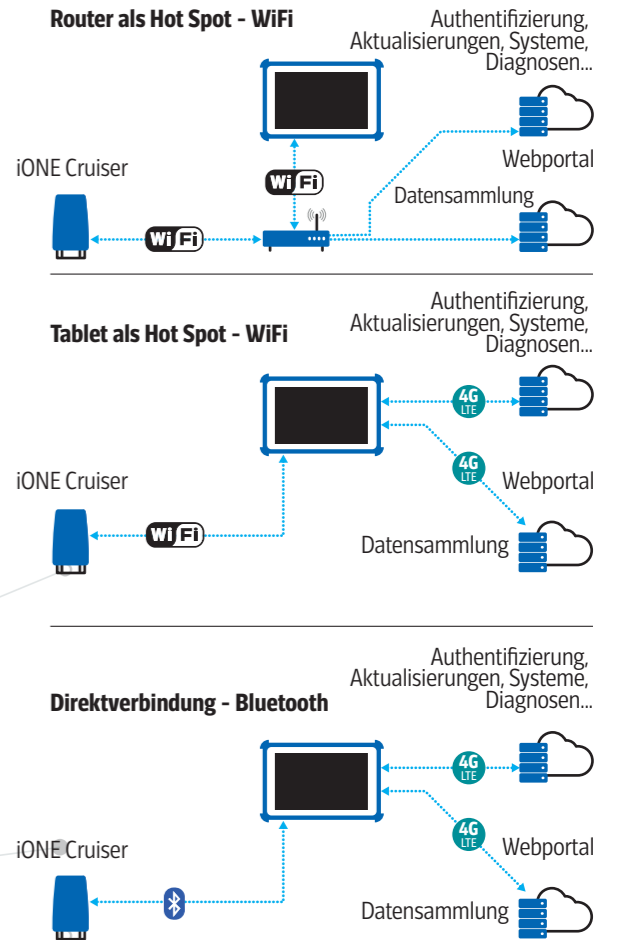 Router als Hot Spot - WiFi
Authentifizierung,
Aktualisierungen, Systeme,
Diagnosen...
iONE Cruiser
WiFi
Webportal
Datensammlung
WiFi
Tablet als Hot Spot - WiFi
Authentifizierung,
Aktualisierungen, Systeme,
Diagnosen...
4G
LTE
4G
LTE
iONE Cruiser
Webportal
WiFi
Datensammlung
Direktverbindung - Bluetooth
Authentifizierung,
Aktualisierungen, Systeme,
Diagnosen...
4G
LTE
4G
LTE
iONE Cruiser
Webportal
Datensammlung